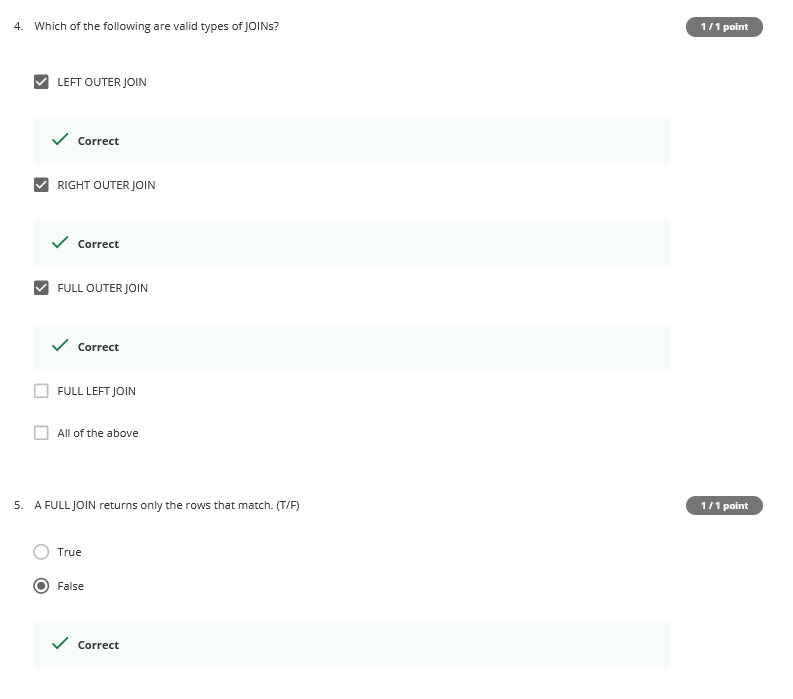 4. Which of the following are valid types of JOINs?
1 / 1 point
LEFT OUTER JOIN
Correct
RIGHT OUTER JOIN
Correct
FULL OUTER JOIN
Correct
FULL LEFT JOIN
All of the above
5. A FULL JOIN returns only the rows that match. (T/F)
1 / 1 point
True
False
Correct